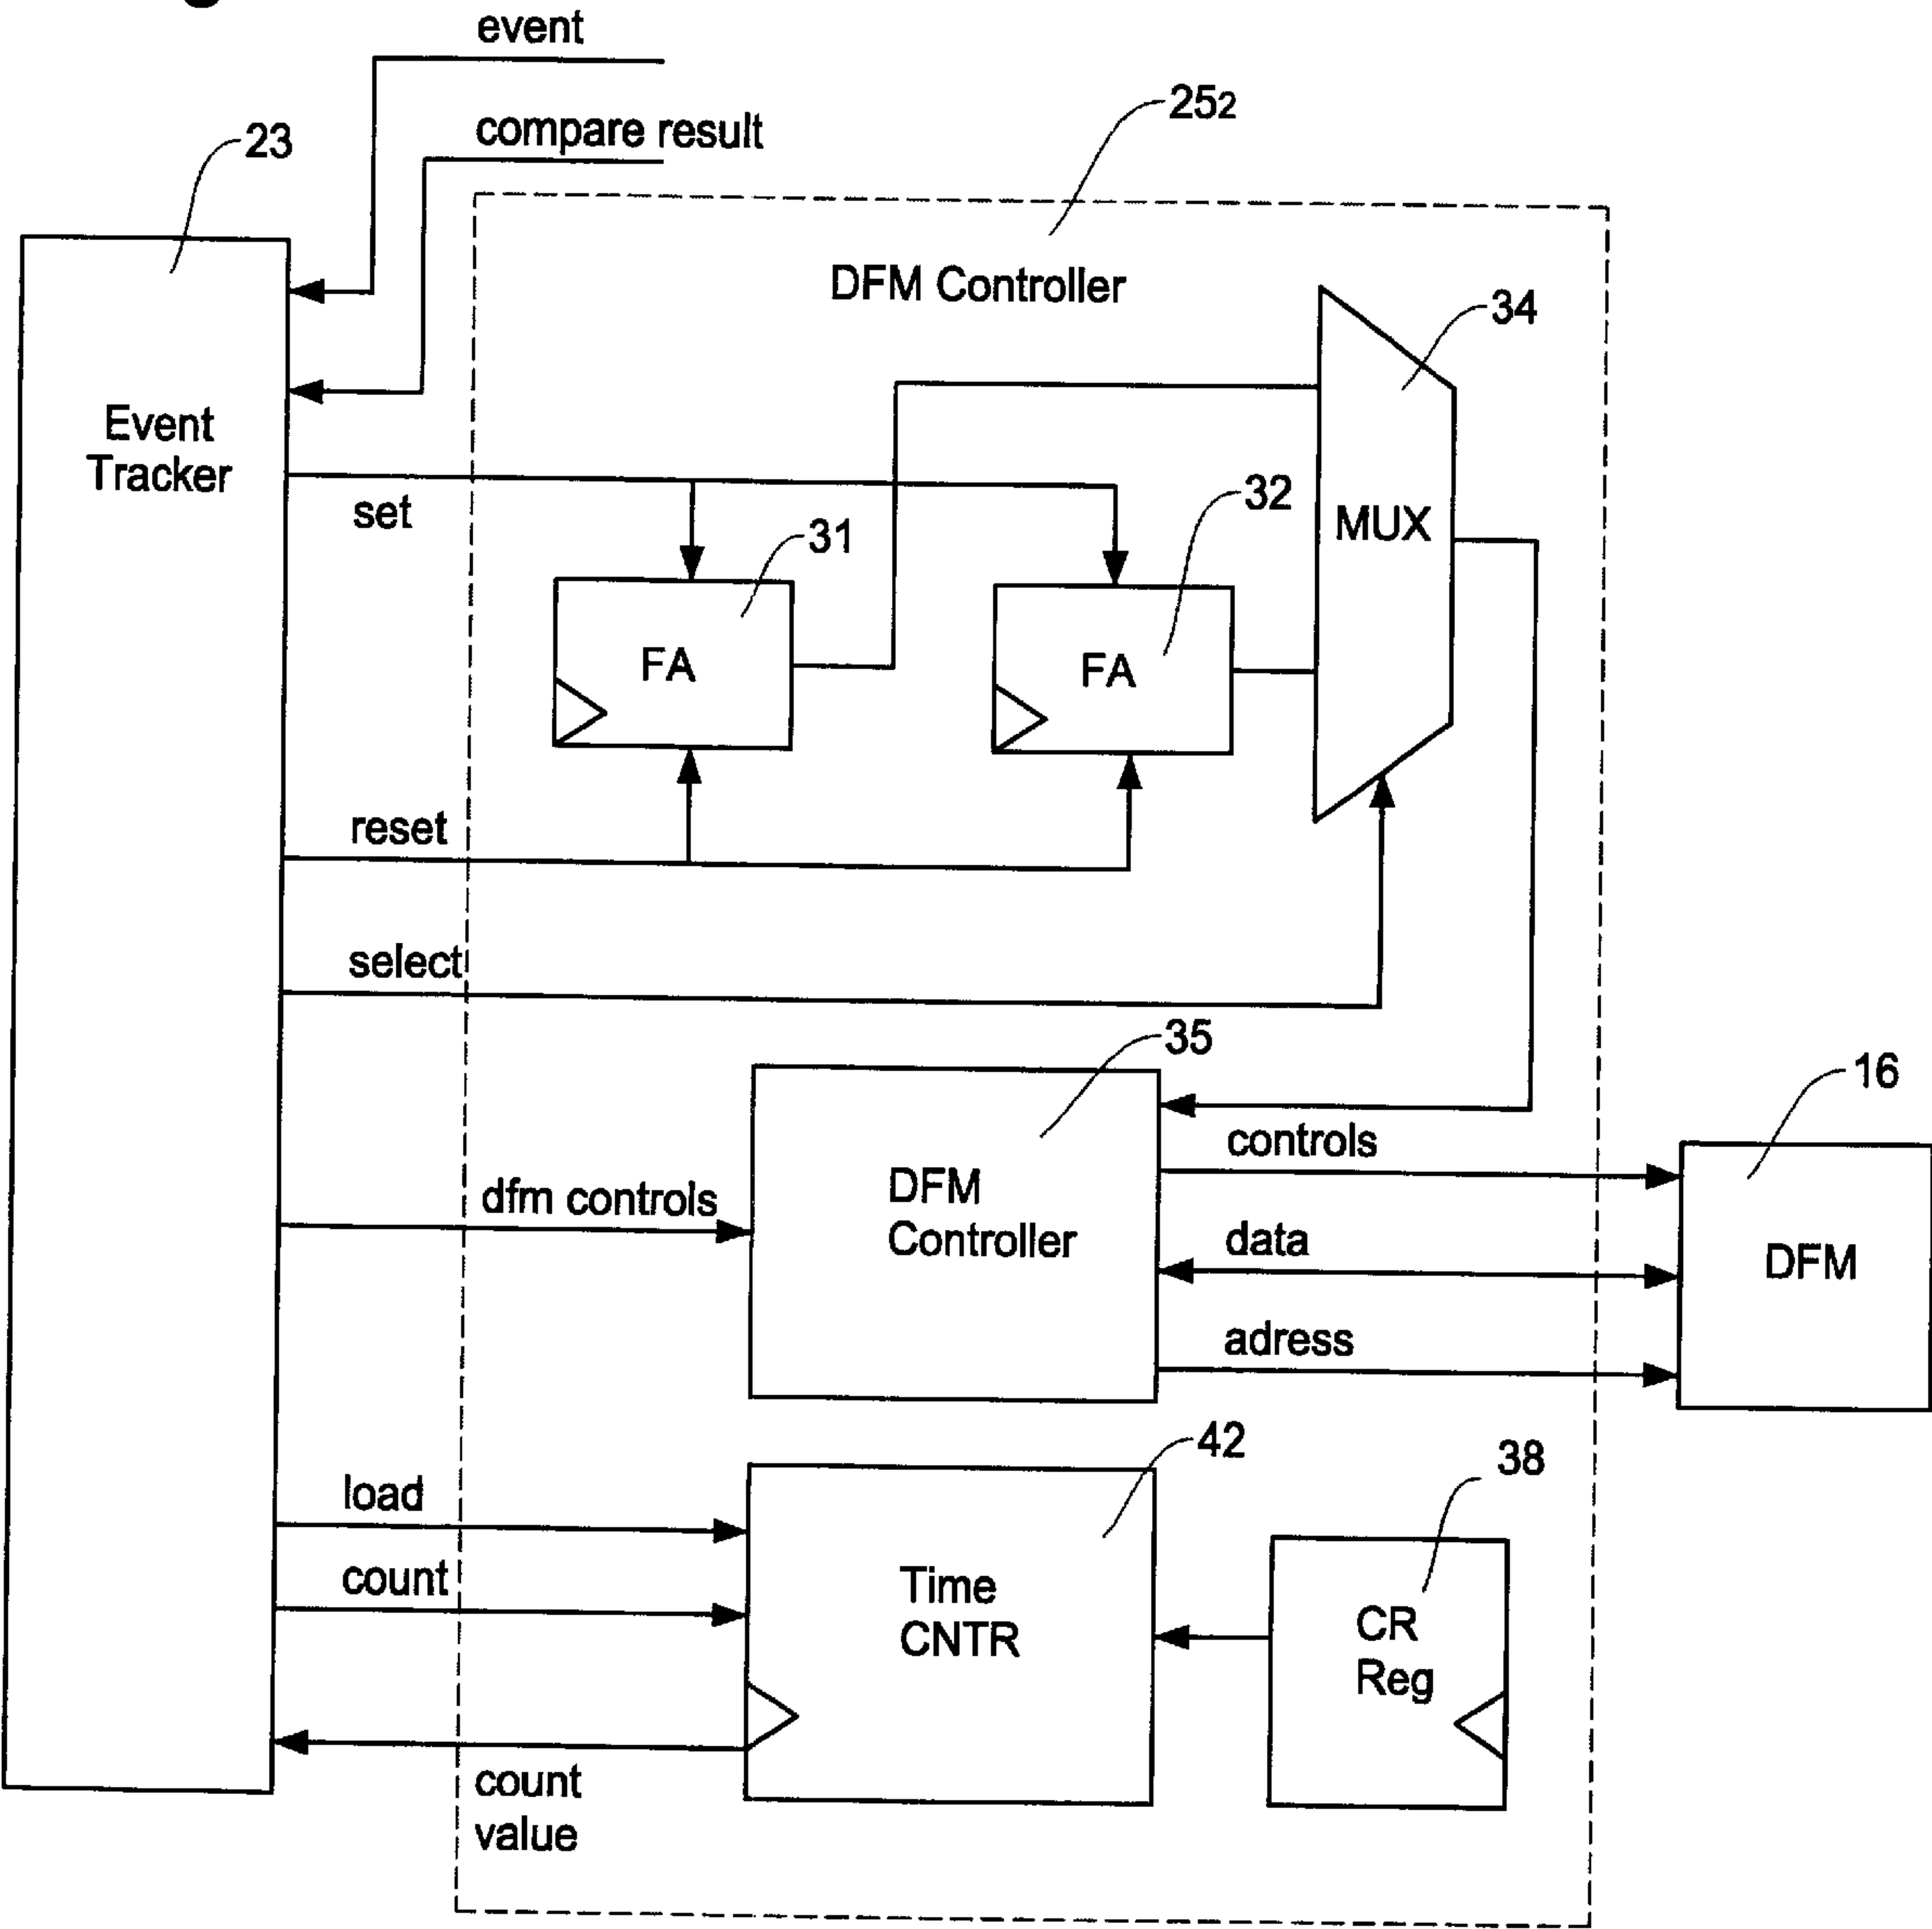 event
compare result
252
23
DFM Controller
34
Event
Tracker
set
31
32
MUX
FA
FA
reset
select
35
16
controls
dfm controls
DFM
Controller
data
DFM
adress
42
38
load
count
Time
CNTR
CR
Reg
count
value